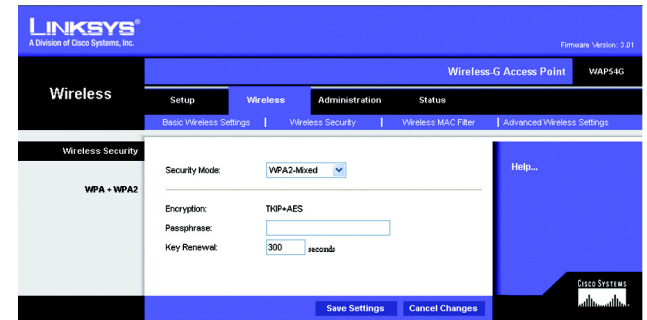 LINKSYS®
A Division of Cisco Systems, Inc.
Firmware Version: 3.01
Wireless-G Access Point WAP54G
Wireless
Setup Wireless Administration Status
Basic Wireless Settings | Wireless Security | Wireless MAC Filter | Advanced Wireless Settings
Wireless Security
Security Mode: WPA2-Mixed
Help...
WPA + WPA2
Encryption: TKIP+AES
Passphrase:
Key Renewal: 300 seconds
CISCO SYSTEMS
Save Settings Cancel Changes